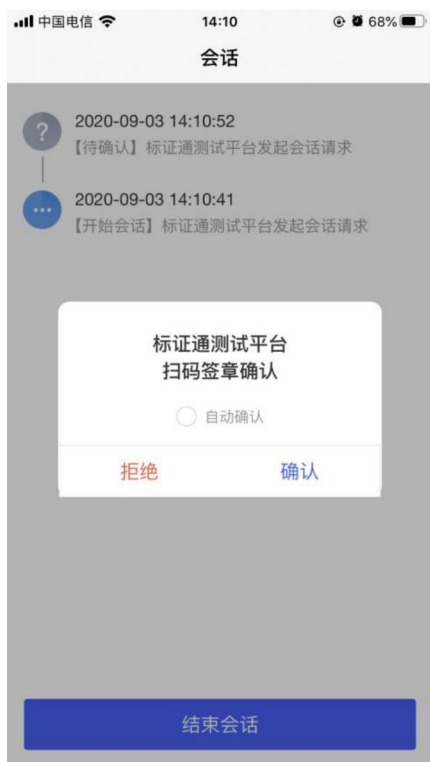 中国电信 14:10 68%
会话
?
2020-09-03 14:10:52
【待确认】标证通测试平台发起会话请求
2020-09-03 14:10:41
【开始会话】标证通测试平台发起会话请求
标证通测试平台
扫码签章确认
自动确认
拒绝 确认
结束会话